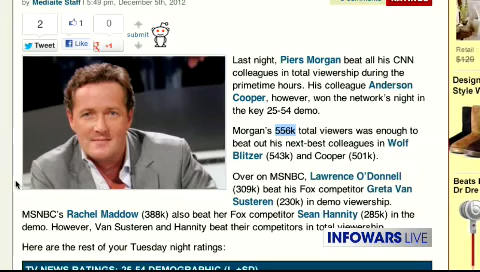 by Mediaite Staff | 5:49 pm, December 5th, 2012
2
1
0
submit
Tweet
Like
+1
Last night, Piers Morgan beat all his CNN
colleagues in total viewership during the
primetime hours. His colleague Anderson
Cooper, however, won the network's night in
the key 25-54 demo.
Morgan's 556k total viewers was enough to
beat out his next-best colleagues in Wolf
Blitzer (543k) and Cooper (501k).
Over on MSNBC, Lawrence O'Donnell
(309k) beat his Fox competitor Greta Van
Susteren (230k) in demo viewership.
MSNBC's Rachel Maddow (388k) also beat her Fox competitor Sean Hannity (285k) in the
demo. However, Van Susteren and Hannity beat their competitors in total viewership.
Here are the rest of your Tuesday night ratings:
INFOWARS LIVE
TV NEWS RATINGS: 25-54 DEMOGRAPHIC (L +SD)
Retail :
$120
Design
Style W
Beats B
Dr Dre